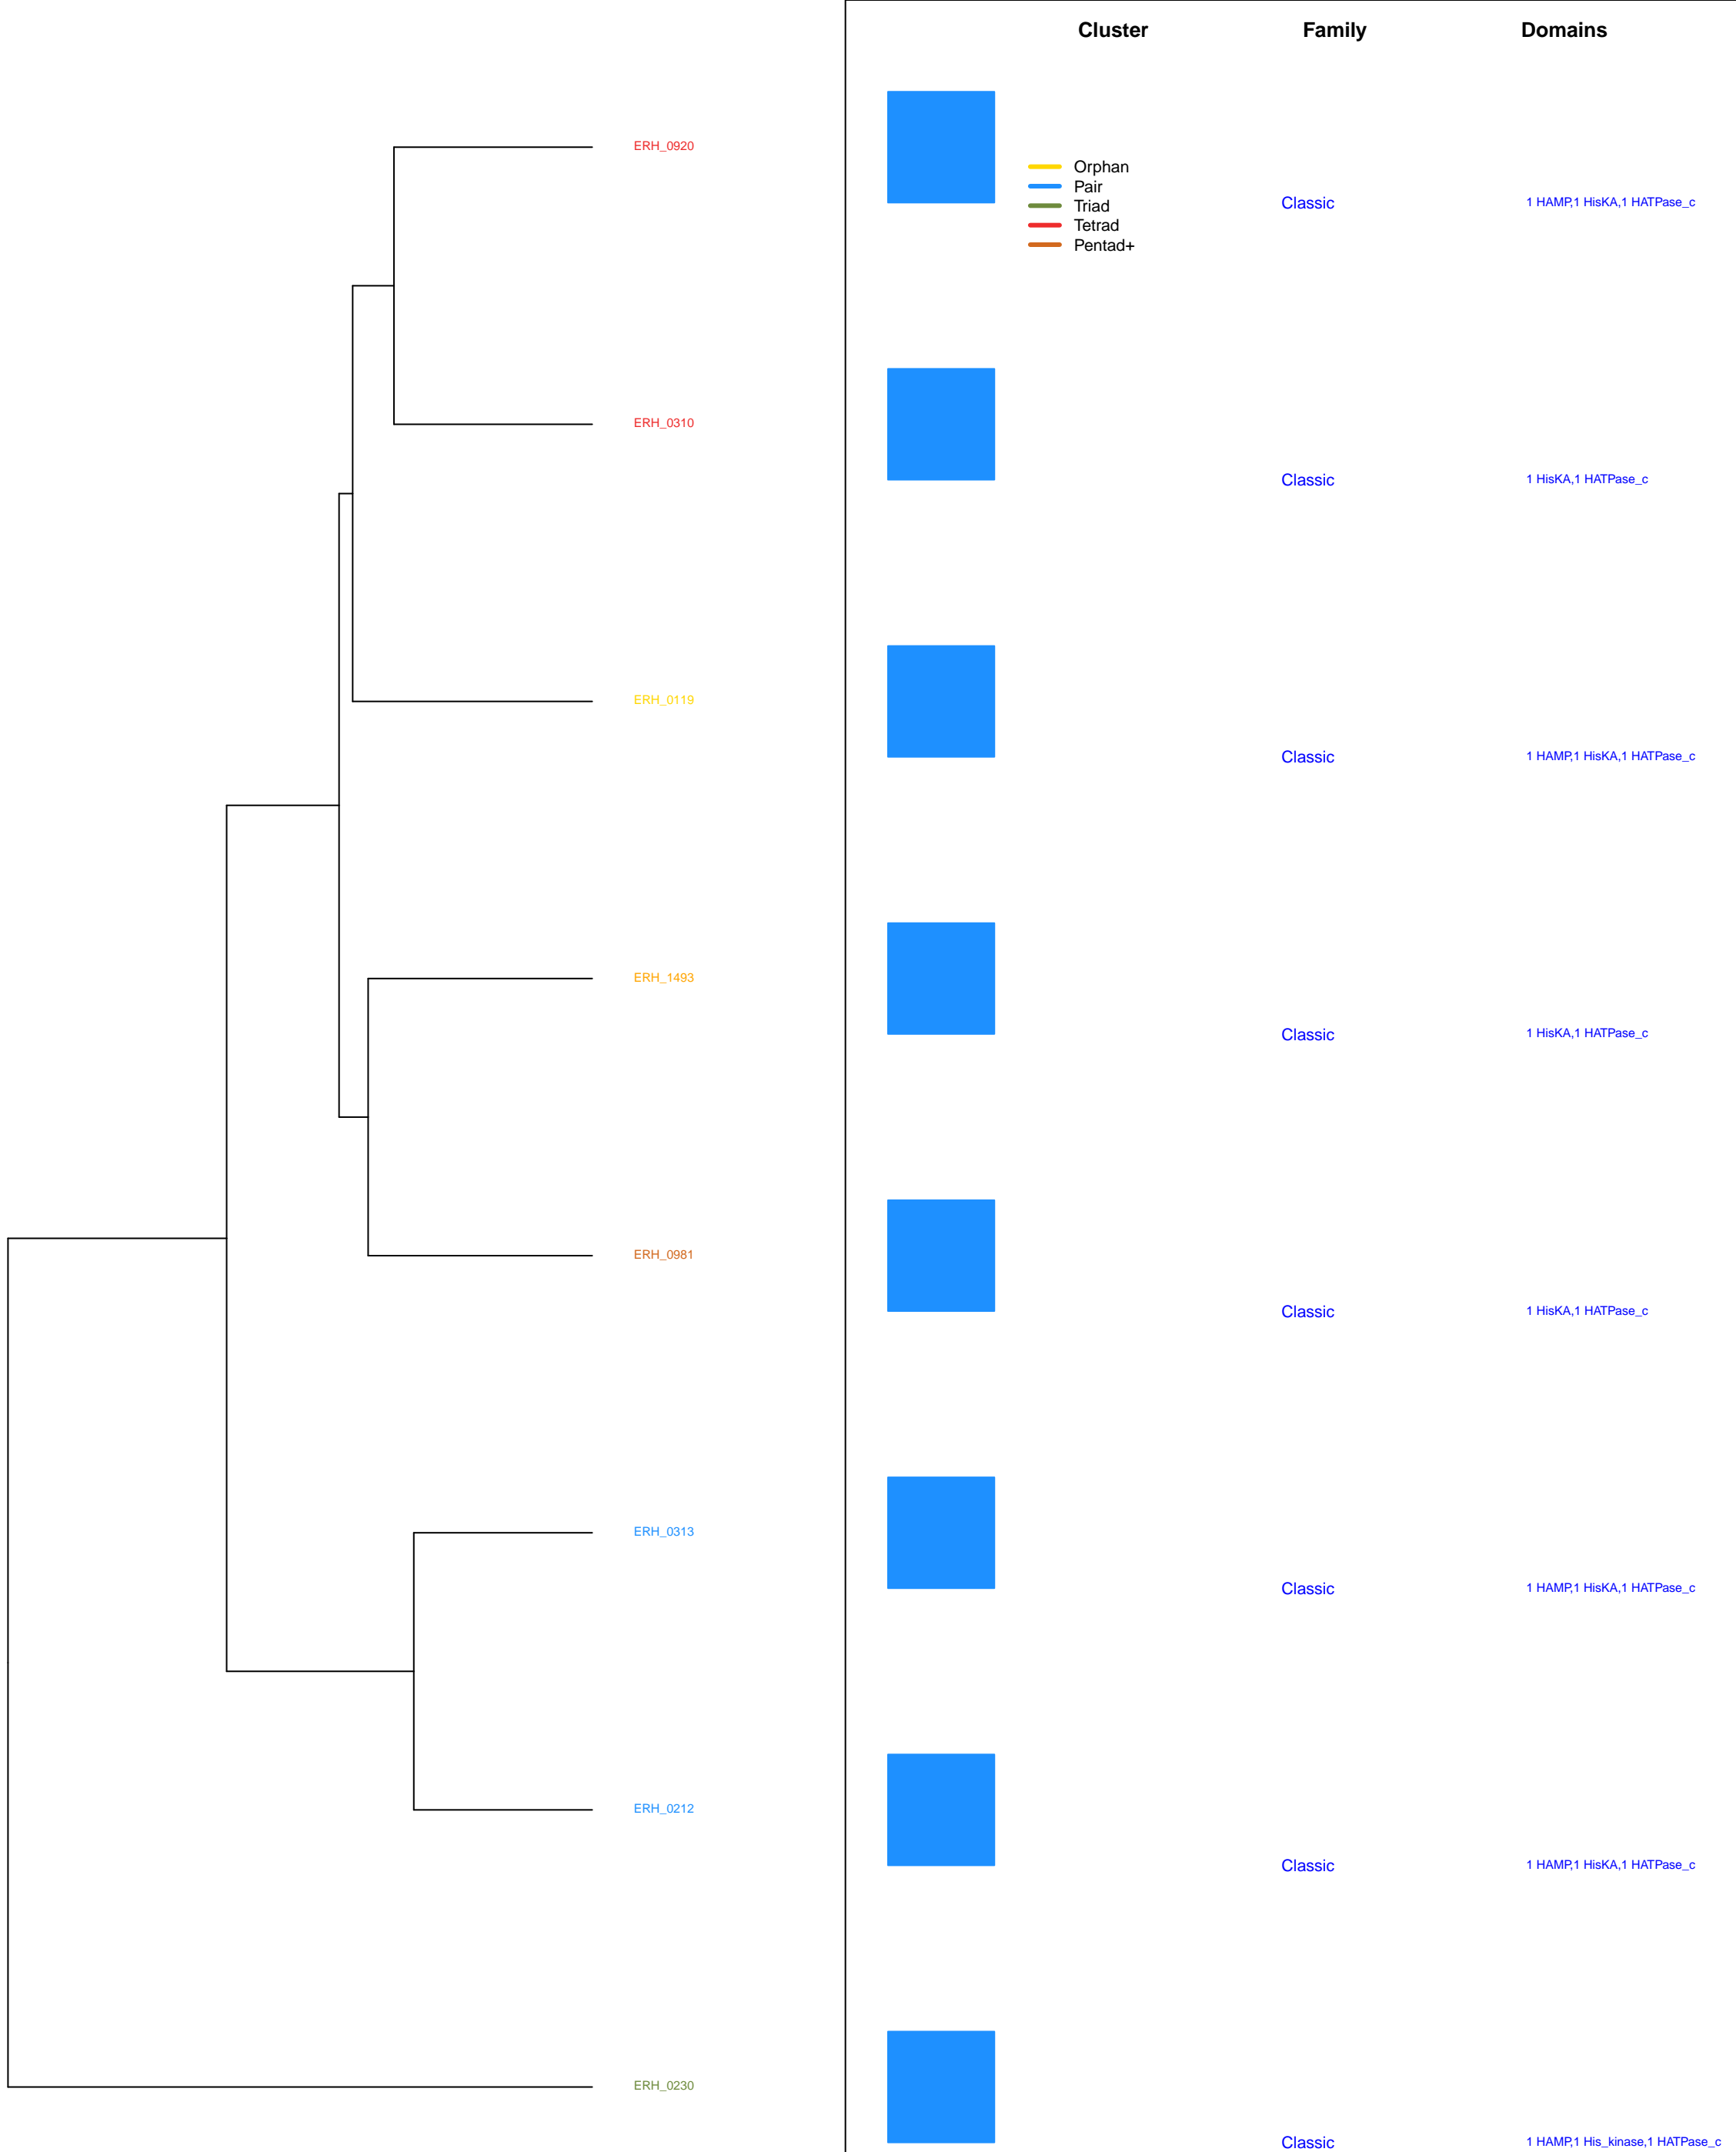 Cluster Family Domains
ERH_0920
Orphan
Pair
Triad
Tetrad
Pentad+
Classic 1 HAMP,1 HisKA,1 HATPase_c
ERH_0310
Classic 1 HisKA,1 HATPase_c
ERH_0119
Classic 1 HAMP,1 HisKA,1 HATPase_c
ERH_1493
Classic 1 HisKA,1 HATPase_c
ERH_0981
Classic 1 HisKA,1 HATPase_c
ERH_0313
Classic 1 HAMP,1 HisKA,1 HATPase_c
ERH_0212
Classic 1 HAMP,1 HisKA,1 HATPase_c
ERH_0230
Classic 1 HAMP,1 His_kinase,1 HATPase_c